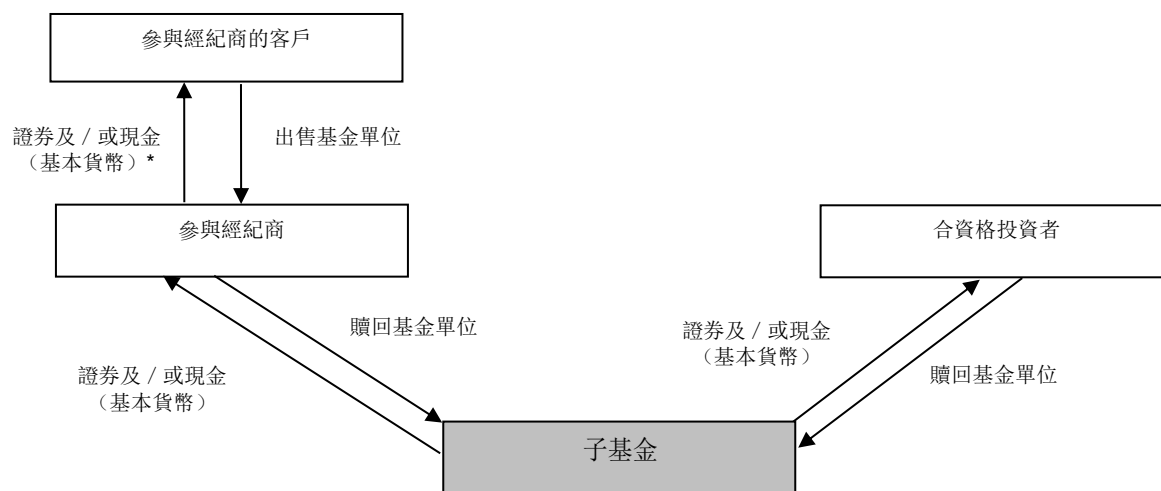 參與經紀商的客戶
證券及 / 或現金
（基本貨幣）*
出售基金單位
參與經紀商
合資格投資者
贖回基金單位
證券及 / 或現金
（基本貨幣）
證券及 / 或現金
（基本貨幣）
贖回基金單位
子基金